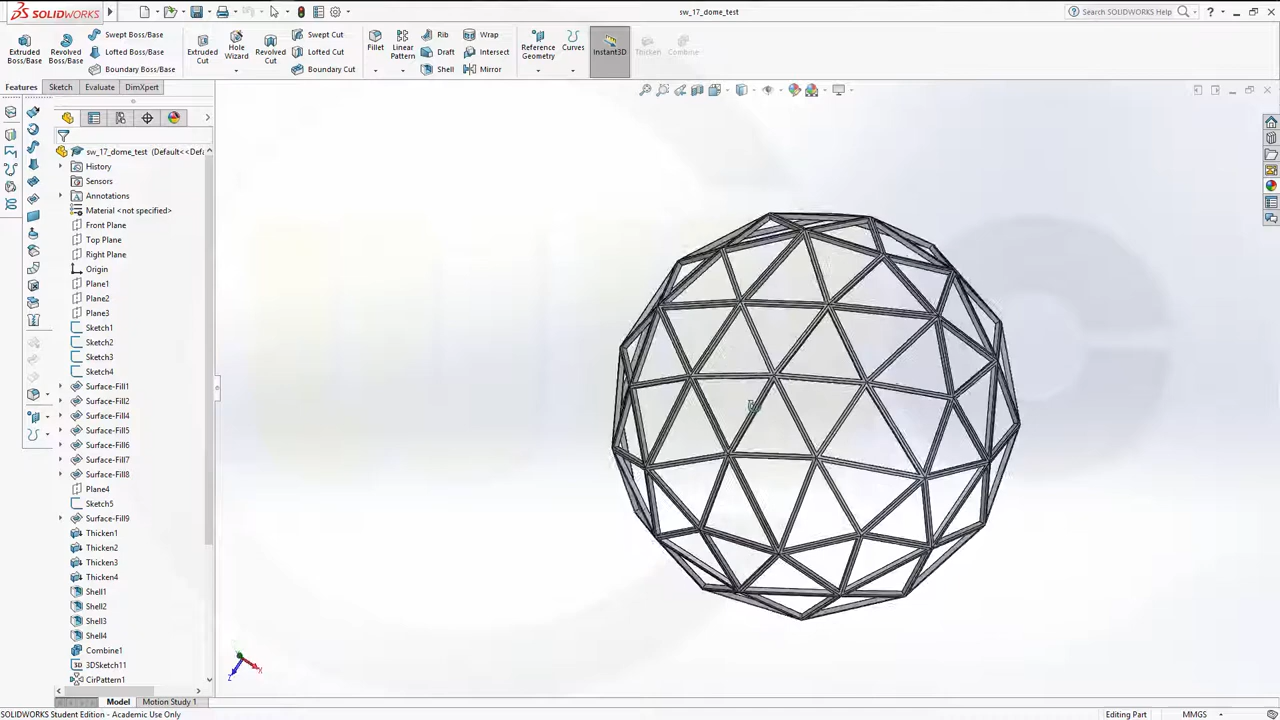 SOLIDWORKS
sw_17_dome_test
Search SOLIDWORKS Help
Extruded Boss/Base
Revolved Boss/Base
Swept Boss/Base
Lofted Boss/Base
Boundary Boss/Base
Extruded Cut
Hole Wizard
Revolved Cut
Swept Cut
Lofted Cut
Boundary Cut
Fillet
Linear Pattern
Rib
Draft
Shell
Wrap
Intersect
Mirror
Reference Geometry
Curves
Instant3D
Thicken
Combine
Features
Sketch
Evaluate
DimXpert
sw_17_dome_test (Default<<Defa
History
Sensors
Annotations
Material <not specified>
Front Plane
Top Plane
Right Plane
Origin
Plane1
Plane2
Plane3
Sketch1
Sketch2
Sketch3
Sketch4
Surface-Fill1
Surface-Fill2
Surface-Fill4
Surface-Fill5
Surface-Fill6
Surface-Fill7
Surface-Fill8
Plane4
Sketch5
Surface-Fill9
Thicken1
Thicken2
Thicken3
Thicken4
Shell1
Shell2
Shell3
Shell4
Combine1
3D 3DSketch11
CirPattern1
Z
X
Model
Motion Study 1
SOLIDWORKS Student Edition - Academic Use Only
Editing Part
MMGS